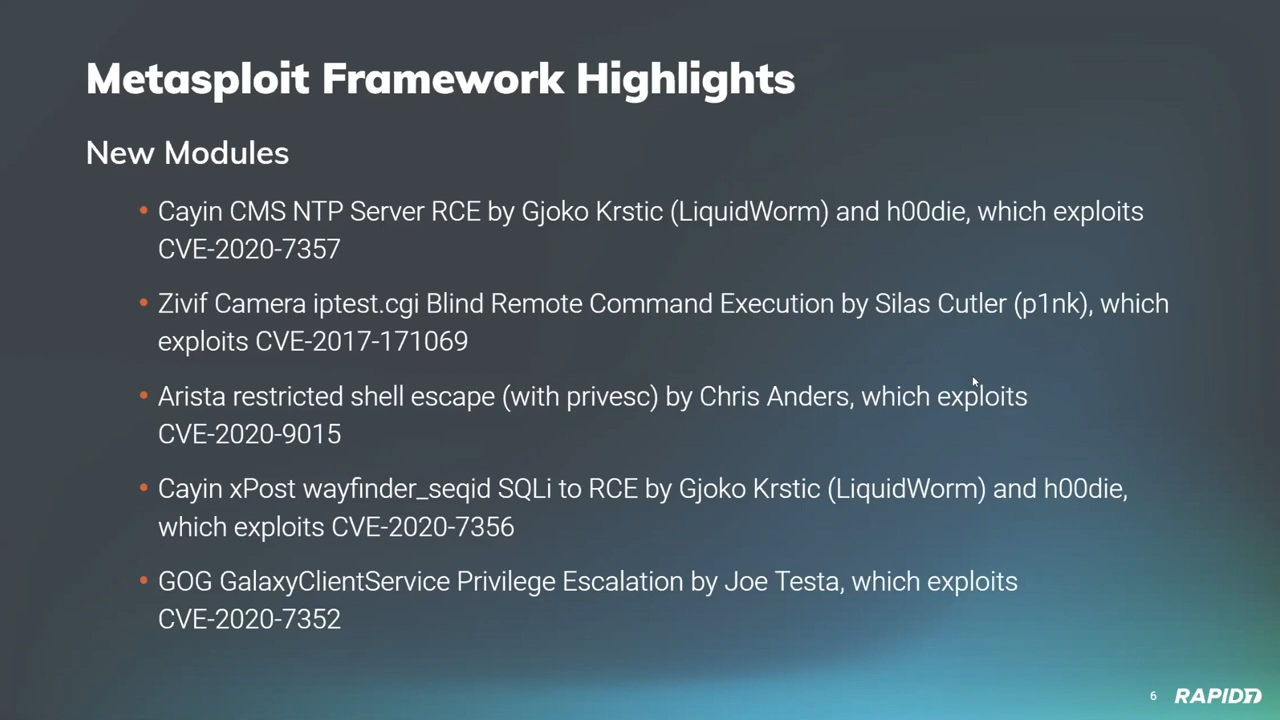 Metasploit Framework Highlights
New Modules
• Cayin CMS NTP Server RCE by Gjoko Krstic (LiquidWorm) and h00die, which exploits
CVE-2020-7357
• Zivif Camera iptest.cgi Blind Remote Command Execution by Silas Cutler (p1nk), which
exploits CVE-2017-171069
• Arista restricted shell escape (with privesc) by Chris Anders, which exploits
CVE-2020-9015
• Cayin xPost wayfinder_seqid SQLi to RCE by Gjoko Krstic (LiquidWorm) and h00die,
which exploits CVE-2020-7356
• GOG GalaxyClientService Privilege Escalation by Joe Testa, which exploits
CVE-2020-7352
6 RAPID7